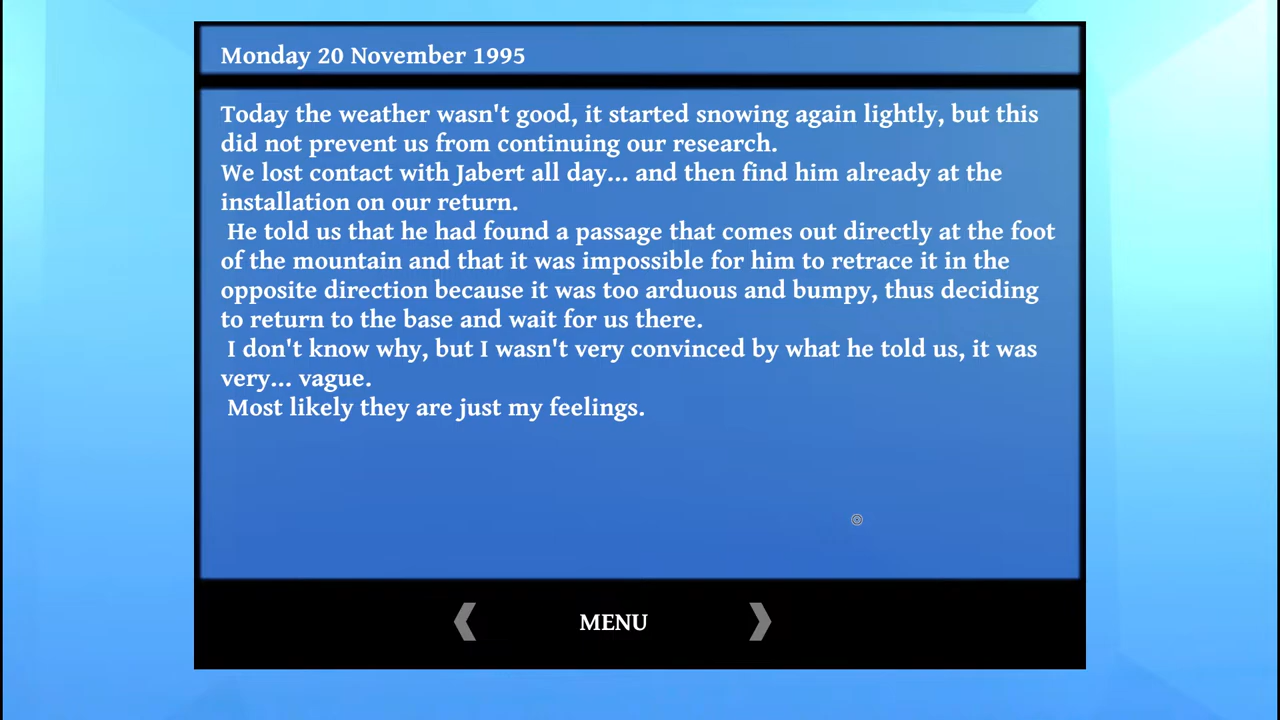 Monday 20 November 1995
Today the weather wasn't good, it started snowing again lightly, but this
did not prevent us from continuing our research.
We lost contact with Jabert all day... and then find him already at the
installation on our return.
He told us that he had found a passage that comes out directly at the foot
of the mountain and that it was impossible for him to retrace it in the
opposite direction because it was too arduous and bumpy, thus deciding
to return to the base and wait for us there.
I don't know why, but I wasn't very convinced by what he told us, it was
very... vague.
Most likely they are just my feelings.
MENU